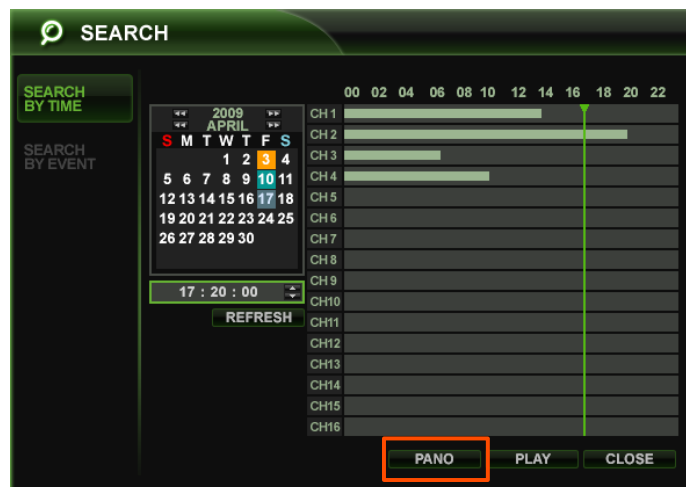 SEARCH
SEARCH
BY TIME
SEARCH
BY EVENT
2009
APRIL
S M T W T F S
1 2 3 4
5 6 7 8 9 10 11
12 13 14 15 16 17 18
19 20 21 22 23 24 25
26 27 28 29 30
17 : 20 : 00
REFRESH
00 02 04 06 08 10 12 14 16 18 20 22
CH 1
CH 2
CH 3
CH 4
CH 5
CH 6
CH 7
CH 8
CH 9
CH10
CH11
CH12
CH13
CH14
CH15
CH16
PANO PLAY CLOSE